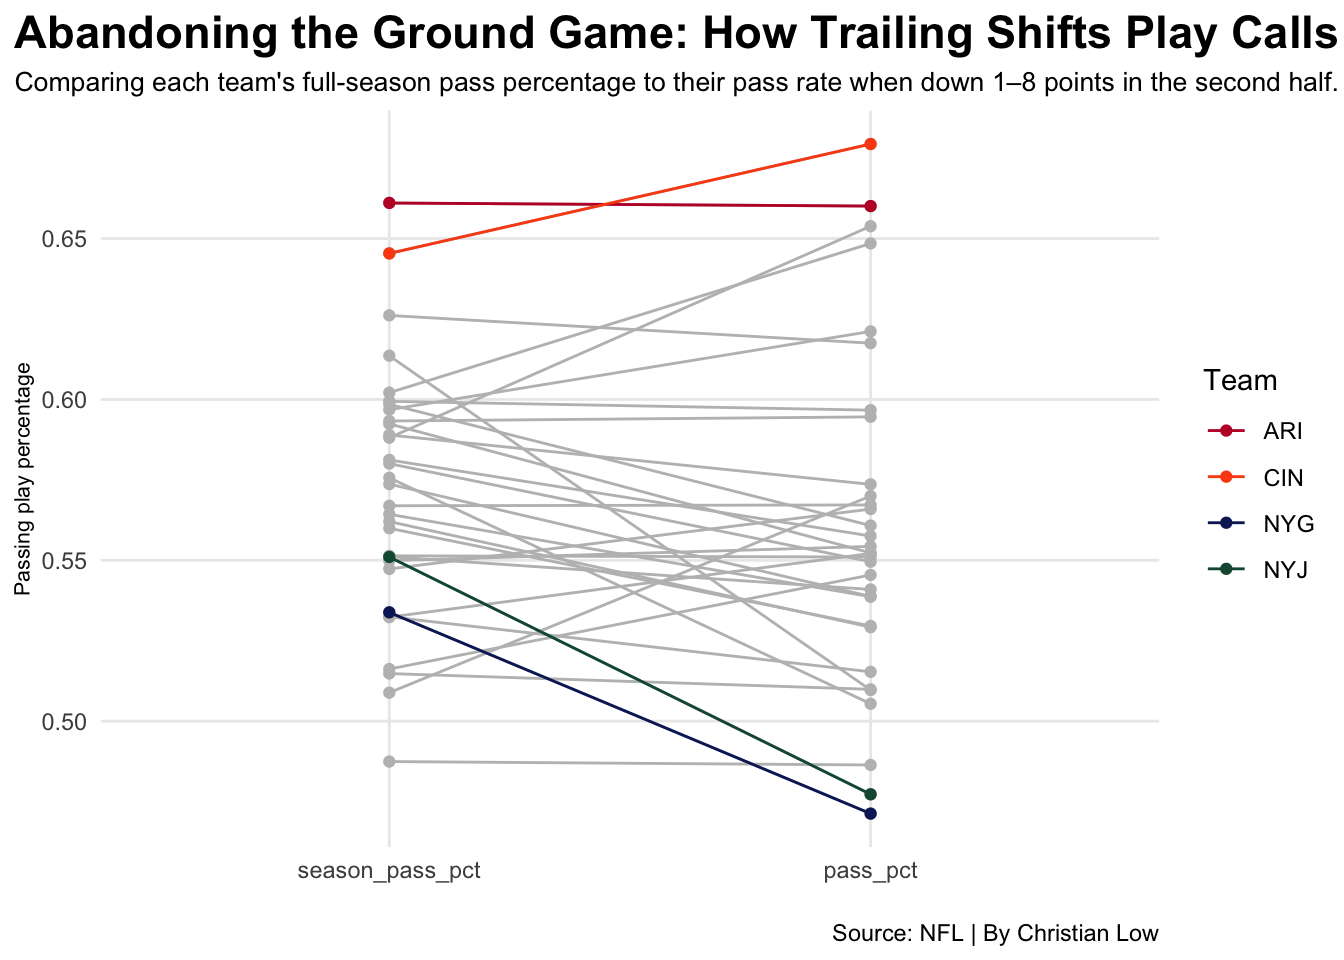 Abandoning the Ground Game: How Trailing Shifts Play Calls
Comparing each team's full-season pass percentage to their pass rate when down 1–8 points in the second half.
Passing play percentage
0.65
0.60
0.55
0.50
season_pass_pct
pass_pct
Team
ARI
CIN
NYG
NYJ
Source: NFL | By Christian Low